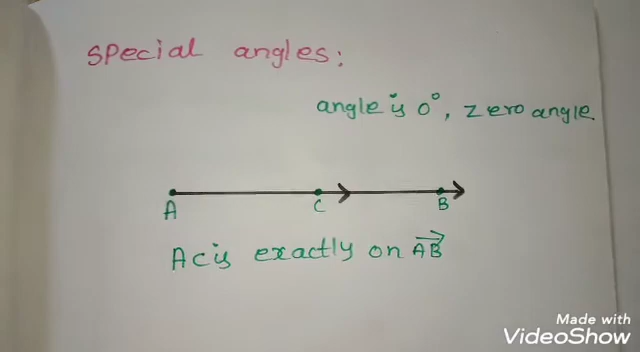 special angles:
angle is 0°, zero angle
A C B
AC is exactly on AB→
Made with
VideoShow